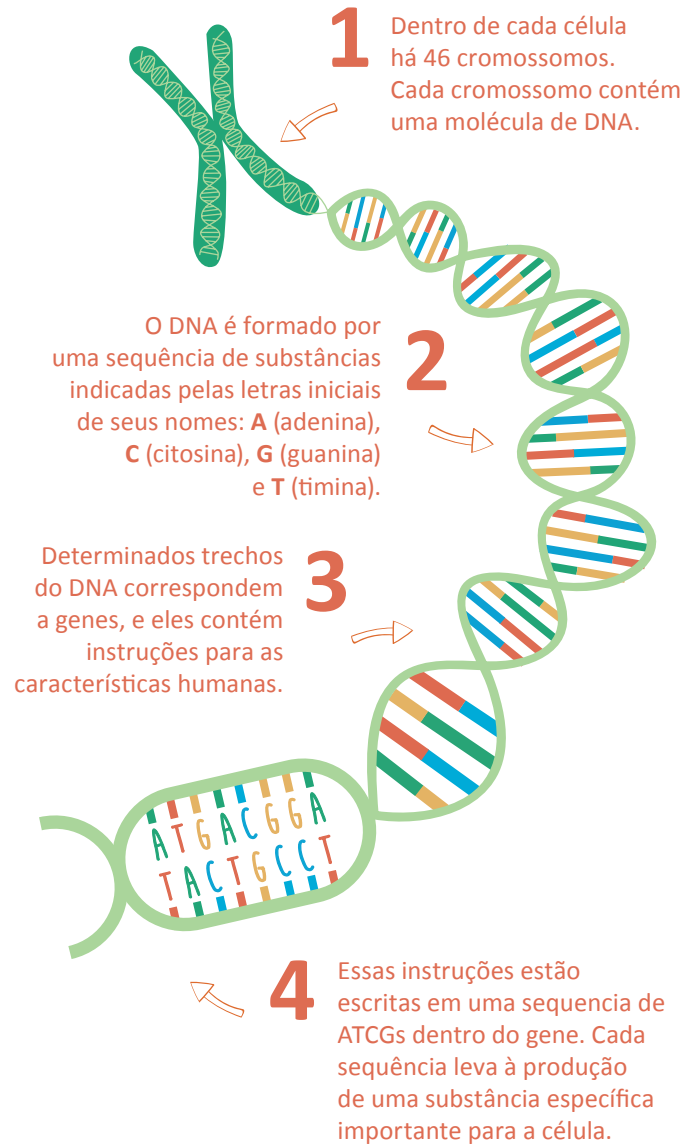 1
Dentro de cada célula
há 46 cromossomos.
Cada cromossomo contém
uma molécula de DNA.
2
O DNA é formado por
uma sequência de substâncias
indicadas pelas letras iniciais
de seus nomes: A (adenina),
C (citosina), G (guanina)
e T (timina).
3
Determinados trechos
do DNA correspondem
a genes, e eles contém
instruções para as
características humanas.
ATGACGGA
TACTGCCT
4
Essas instruções estão
escritas em uma sequencia de
ATCGs dentro do gene. Cada
sequência leva à produção
de uma substância específica
importante para a célula.